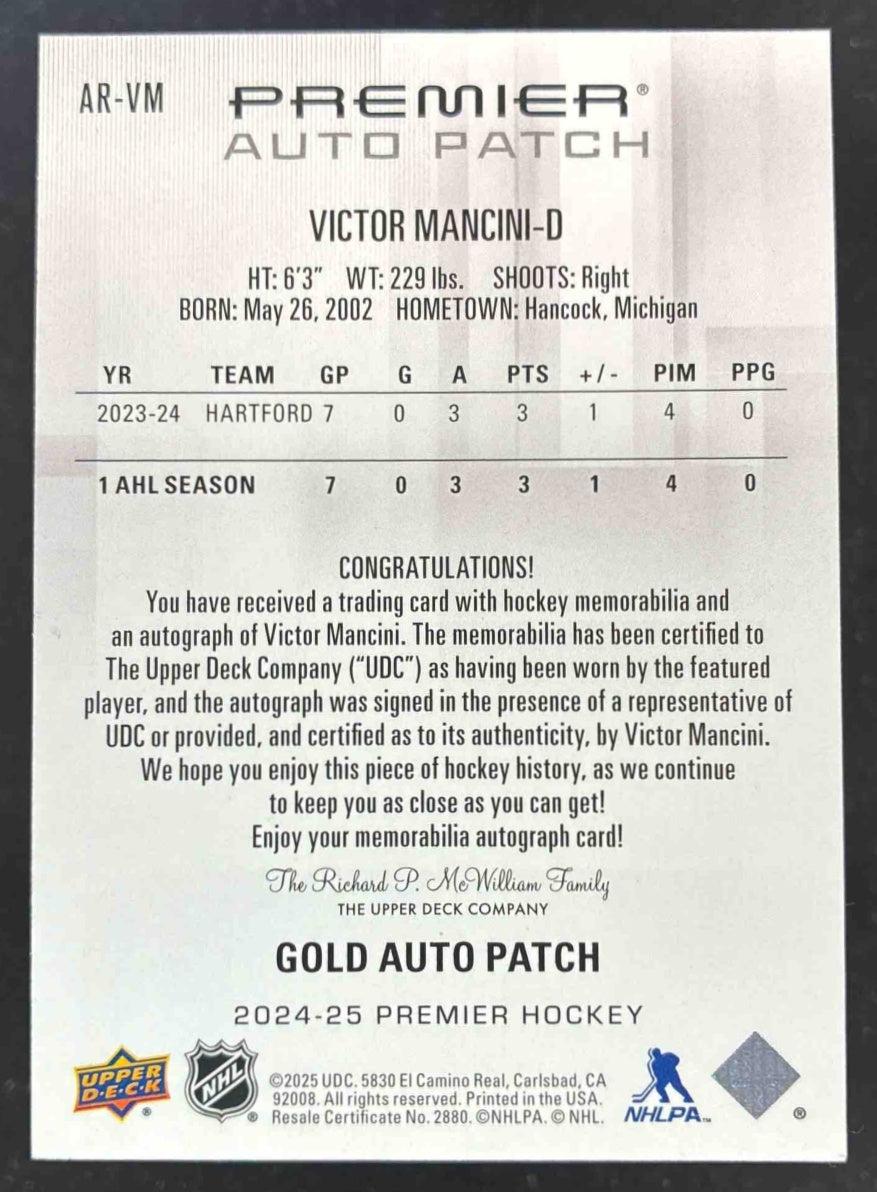 AR-VM
PREMIER®
AUTO PATCH
VICTOR MANCINI-D
HT: 6'3" WT: 229 lbs. SHOOTS: Right
BORN: May 26, 2002 HOMETOWN: Hancock, Michigan
YR TEAM GP G A PTS +/- PIM PPG
2023-24 HARTFORD 7 0 3 3 1 4 0
1 AHL SEASON 7 0 3 3 1 4 0
CONGRATULATIONS!
You have received a trading card with hockey memorabilia and
an autograph of Victor Mancini. The memorabilia has been certified to
The Upper Deck Company ("UDC") as having been worn by the featured
player, and the autograph was signed in the presence of a representative of
UDC or provided, and certified as to its authenticity, by Victor Mancini.
We hope you enjoy this piece of hockey history, as we continue
to keep you as close as you can get!
Enjoy your memorabilia autograph card!
The Richard P. McWilliam Family
THE UPPER DECK COMPANY
GOLD AUTO PATCH
2024-25 PREMIER HOCKEY
UPPER
D·E·C·K
®
NHL
®
©2025 UDC. 5830 El Camino Real, Carlsbad, CA
92008. All rights reserved. Printed in the USA.
Resale Certificate No. 2880. ©NHLPA. © NHL.
NHLPA™
®